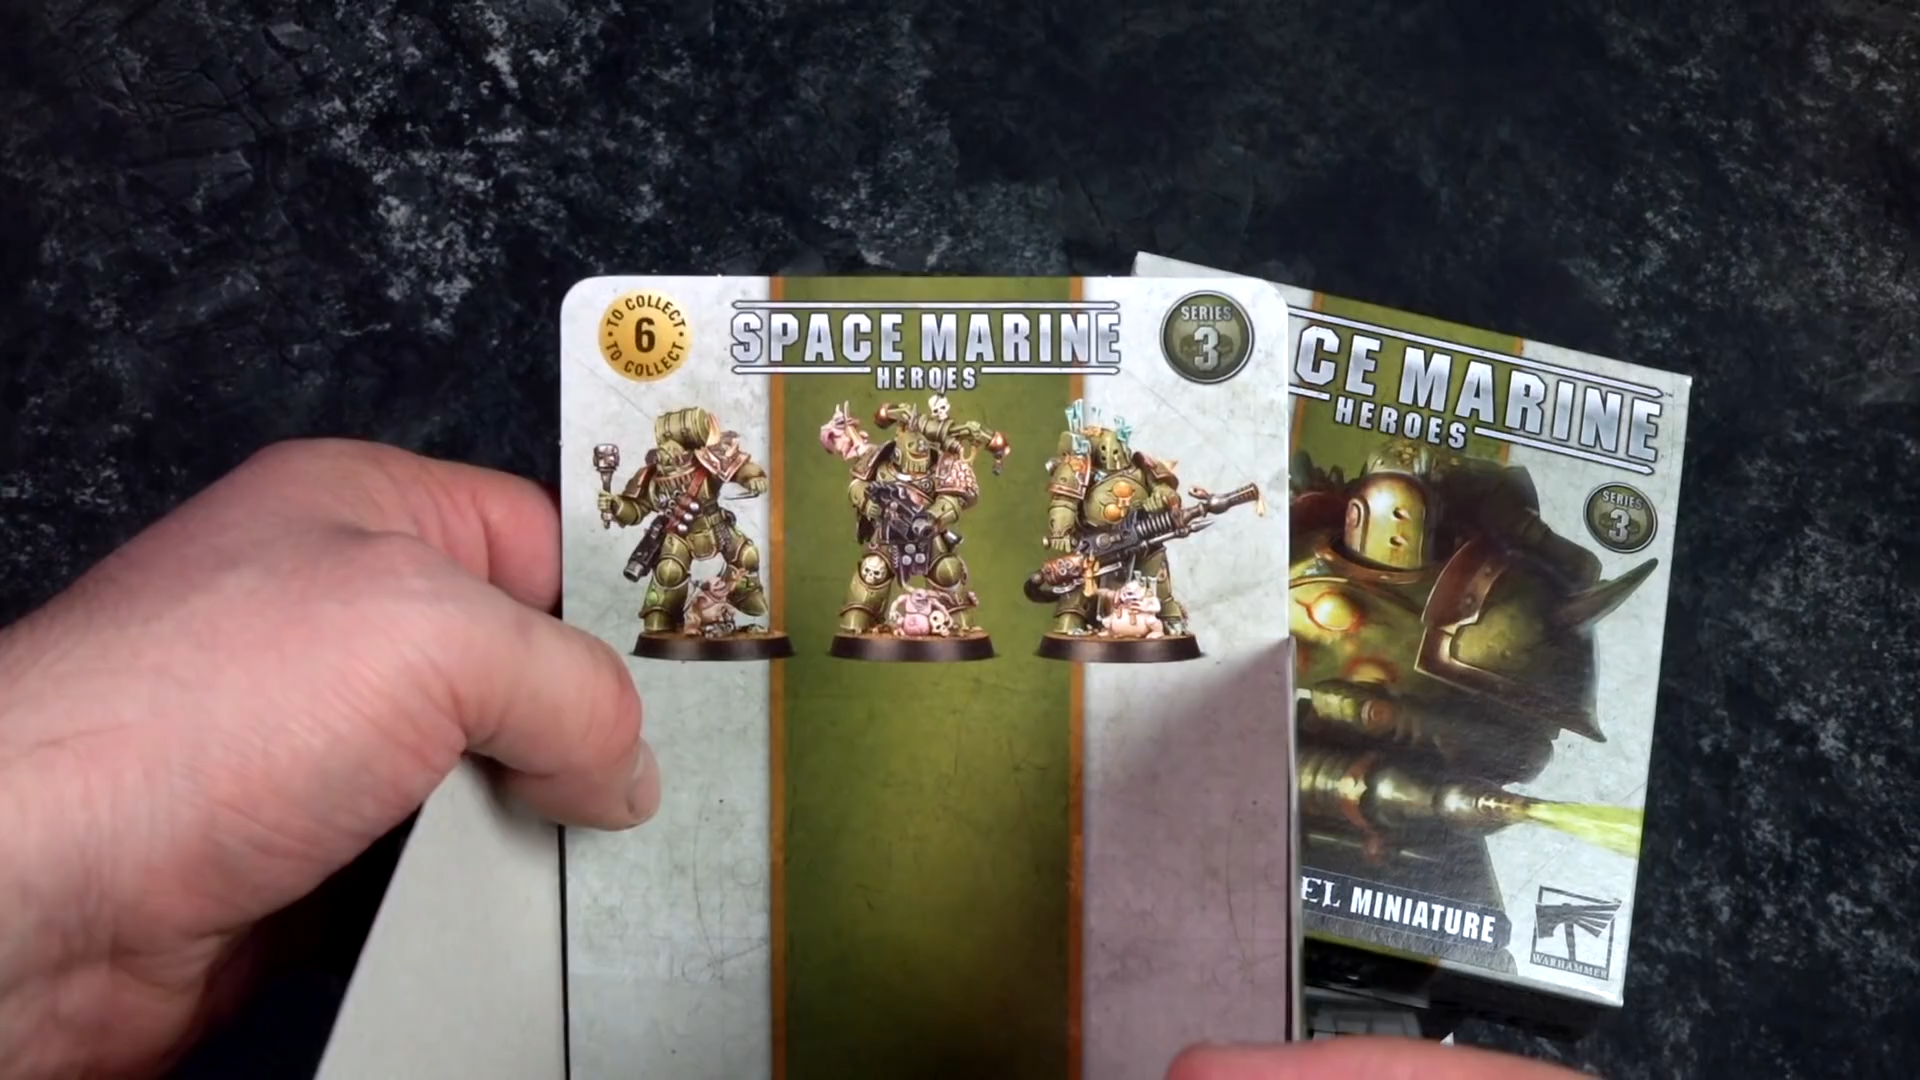 TO COLLECT
6
TO COLLECT
SPACE MARINE
HEROES
SERIES
3
CE MARINE
HEROES
SERIES
3
EL MINIATURE
WARHAMMER